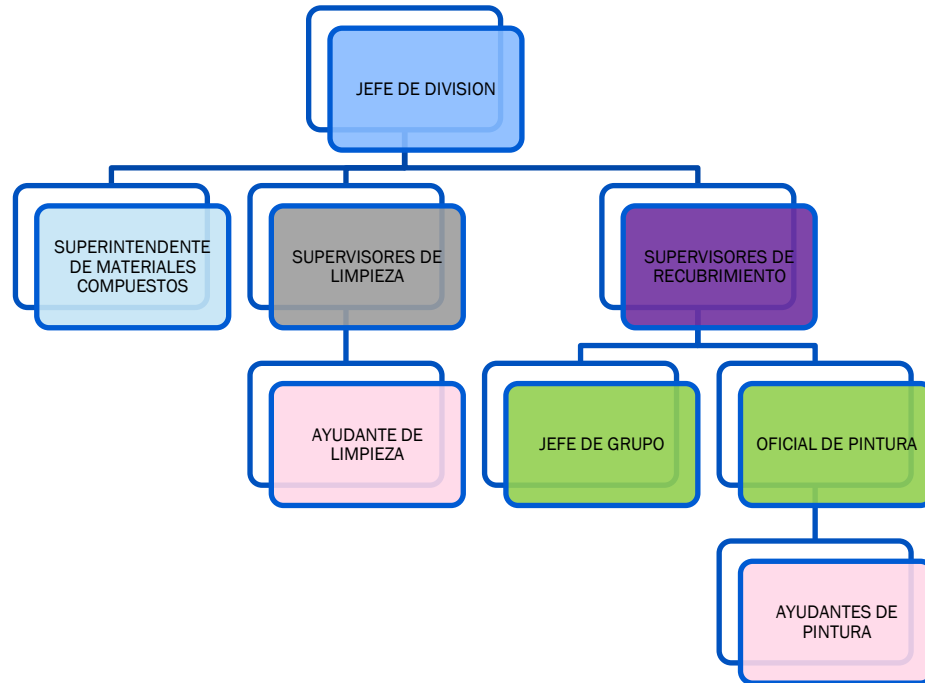 JEFE DE DIVISION
SUPERINTENDENTE
DE MATERIALES
COMPUESTOS
SUPERVISORES DE
LIMPIEZA
SUPERVISORES DE
RECUBRIMIENTO
AYUDANTE DE
LIMPIEZA
JEFE DE GRUPO
OFICIAL DE PINTURA
AYUDANTES DE
PINTURA